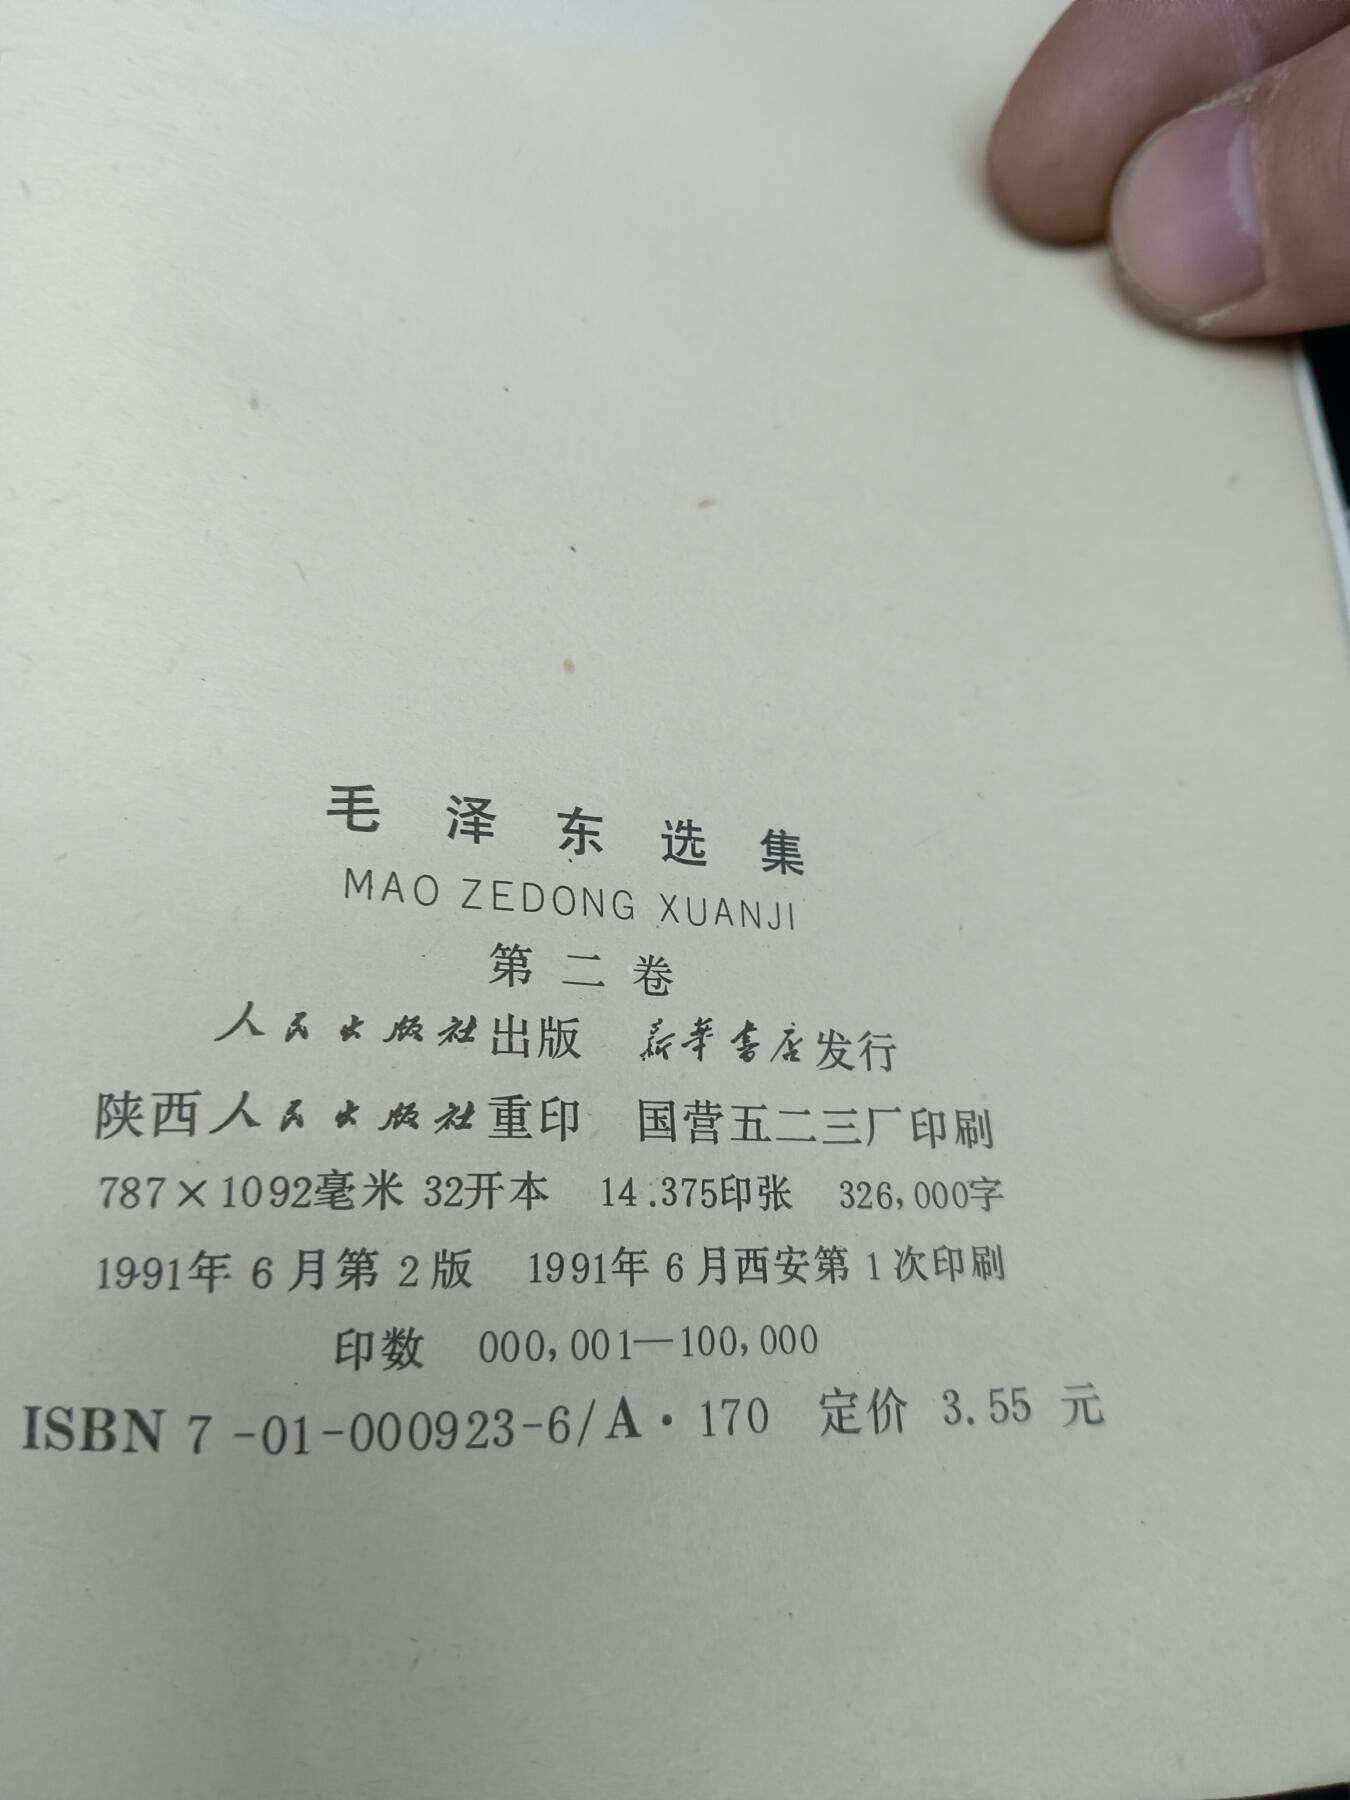 毛泽东选集
MAO ZEDONG XUANJI
第二卷
人民出版社出版 新華書店发行
陕西人民出版社重印 国营五二三厂印刷
787×1092毫米 32开本 14.375印张 326,000字
1991年6月第2版 1991年6月西安第1次印刷
印数 000,001—100,000
ISBN 7-01-000923-6/A·170 定价 3.55 元